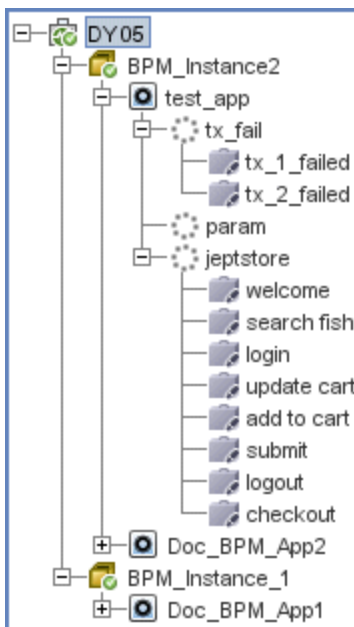 DY05
BPM_Instance2
test_app
tx_fail
tx_1_failed
tx_2_failed
param
jeptstore
welcome
search fish
login
update cart
add to cart
submit
logout
checkout
Doc_BPM_App2
BPM_Instance_1
Doc_BPM_App1